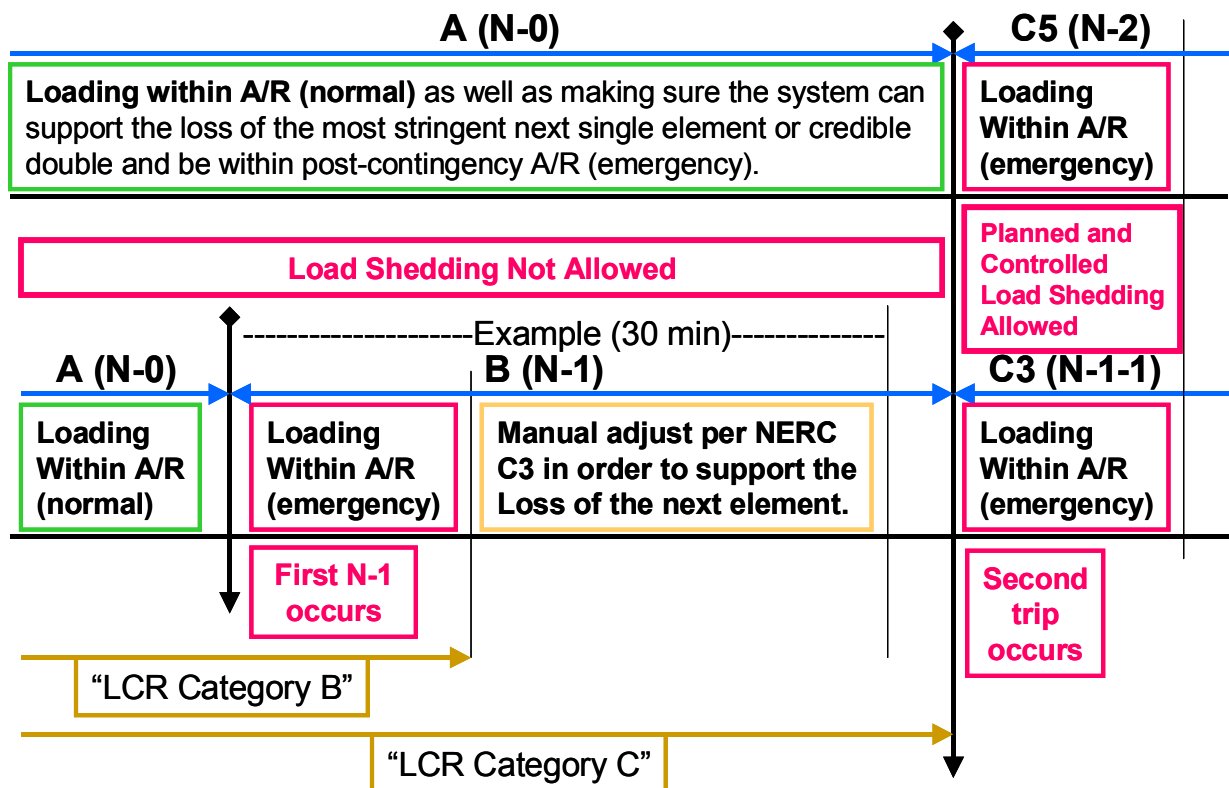 A (N-0)
C5 (N-2)
Loading within A/R (normal) as well as making sure the system can
support the loss of the most stringent next single element or credible
double and be within post-contingency A/R (emergency).
Loading
Within A/R
(emergency)
Load Shedding Not Allowed
Planned and
Controlled
Load Shedding
Allowed
Example (30 min)
A (N-0)
B (N-1)
C3 (N-1-1)
Loading
Within A/R
(normal)
Loading
Within A/R
(emergency)
Manual adjust per NERC
C3 in order to support the
Loss of the next element.
Loading
Within A/R
(emergency)
First N-1
occurs
Second
trip
occurs
“LCR Category B”
“LCR Category C”